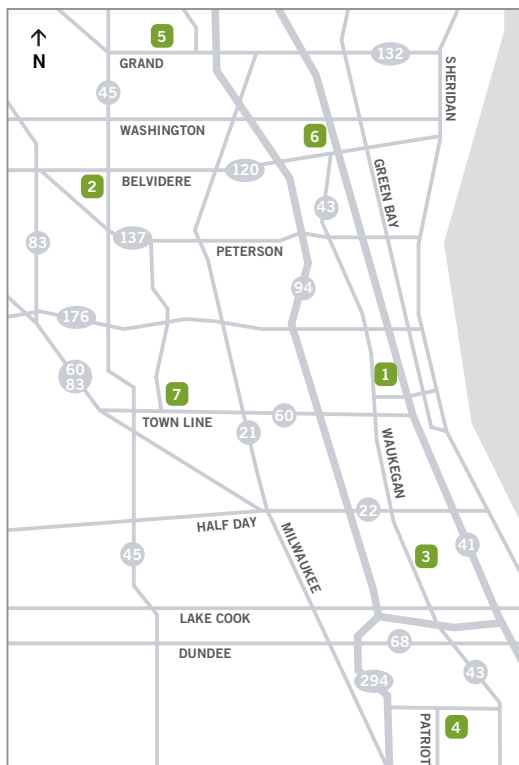 5
N
GRAND
132
SHERIDAN
45
WASHINGTON
6
GREEN BAY
BELVIDERE
120
2
43
83
137
PETERSON
94
176
60
83
1
7
TOWN LINE
60
21
WAUKEGAN
22
HALF DAY
MILWAUKEE
41
45
3
LAKE COOK
68
DUNDEE
43
294
PATRIOT
4